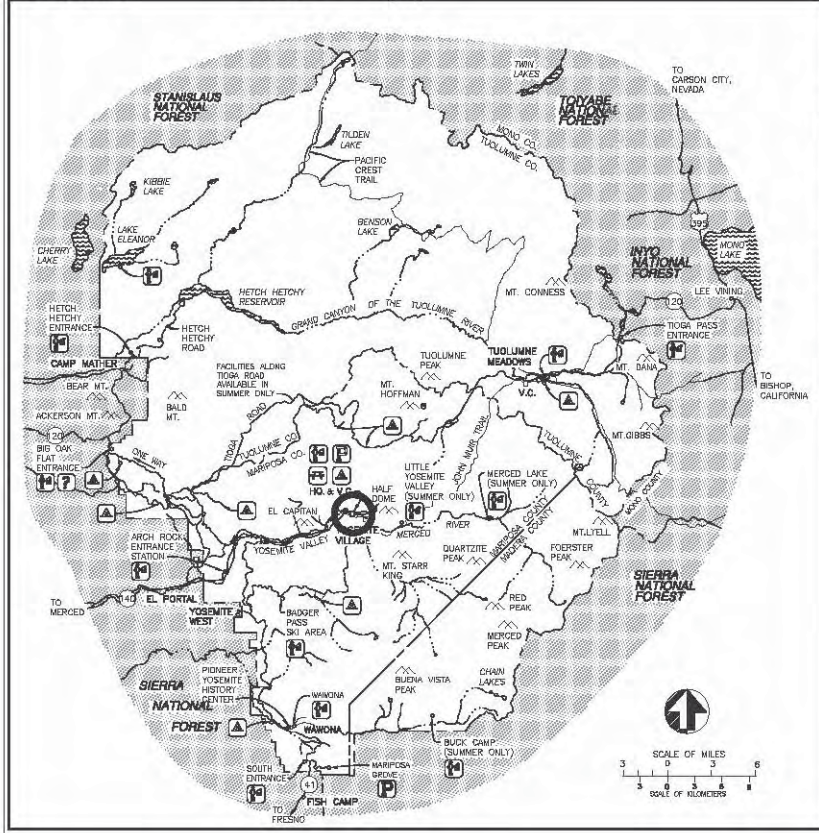 TWIN
LAKES
TO
CARSON CITY,
NEVADA
STANISLAUS
NATIONAL
FOREST
TOIYABE
NATIONAL
FOREST
MONO CO.
TUOLUMNE CO.
TILDEN
LAKE
PACIFIC
CREST
TRAIL
KIBBIE
LAKE
BENSON
LAKE
LAKE
ELEANOR
CHERRY
LAKE
395
MONO
LAKE
INYO
NATIONAL
FOREST
LEE VINING
120
MT. CONNESS
HETCH HETCHY
RESERVOIR
GRAND CANYON OF THE TUOLUMNE RIVER
HETCH
HETCHY
ENTRANCE
HETCH
HETCHY
ROAD
TIOGA PASS
ENTRANCE
CAMP MATHER
TUOLUMNE
MEADOWS
V.C.
TUOLUMNE
PEAK
FACILITIES ALONG
TIOGA ROAD
AVAILABLE IN
SUMMER ONLY
MT.
HOFFMAN
MT. DANA
TO
BISHOP,
CALIFORNIA
BEAR MT.
BALD
MT.
ACKERSON MT.
120
BIG OAK
FLAT
ENTRANCE
?
ONE WAY
TIOGA ROAD
TUOLUMNE CO.
MARIPOSA CO.
P
HQ. & V.C.
JOHN MUIR TRAIL
MT.GIBBS
TUOLUMNE COUNTY
MONO COUNTY
LITTLE
YOSEMITE
VALLEY
(SUMMER ONLY)
MERCED LAKE
(SUMMER ONLY)
HALF
DOME
EL CAPITAN
YOSEMITE VALLEY
VILLAGE
MERCED RIVER
MARIPOSA COUNTY
MADERA COUNTY
MT.LYELL
ARCH ROCK
ENTRANCE
STATION
QUARTZITE
PEAK
FOERSTER
PEAK
MT. STARR
KING
SIERRA
NATIONAL
FOREST
TO
MERCED
140
EL PORTAL
YOSEMITE
WEST
RED
PEAK
BADGER
PASS
SKI AREA
MERCED
PEAK
PIONEER
YOSEMITE
HISTORY
CENTER
SIERRA
NATIONAL
FOREST
BUENA VISTA
PEAK
CHAIN
LAKES
WAWONA
WAWONA
BUCK CAMP
(SUMMER ONLY)
SOUTH
ENTRANCE
41
MARIPOSA
GROVE
P
FISH CAMP
TO
FRESNO
SCALE OF MILES
3 0 3 6
3 0 3 6
SCALE OF KILOMETERS